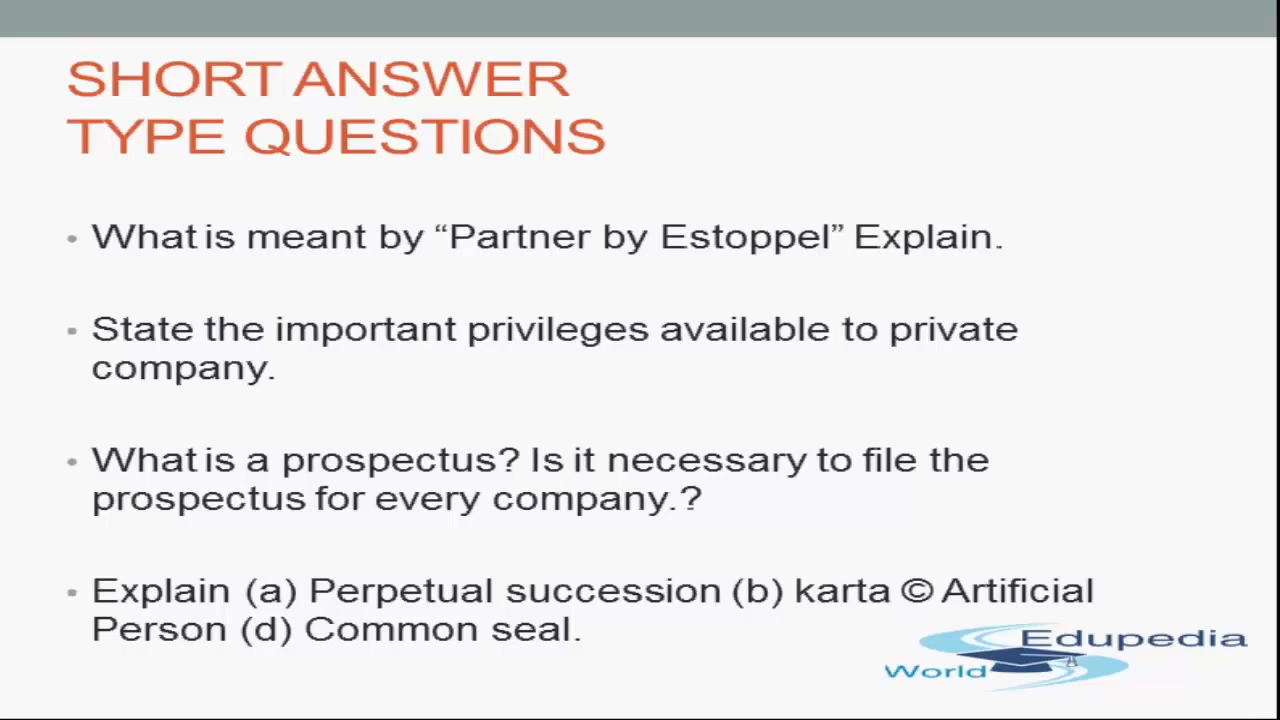 SHORT ANSWER
TYPE QUESTIONS
• What is meant by “Partner by Estoppel” Explain.
• State the important privileges available to private
company.
• What is a prospectus? Is it necessary to file the
prospectus for every company.?
• Explain (a) Perpetual succession (b) karta © Artificial
Person (d) Common seal.
Edupedia
World